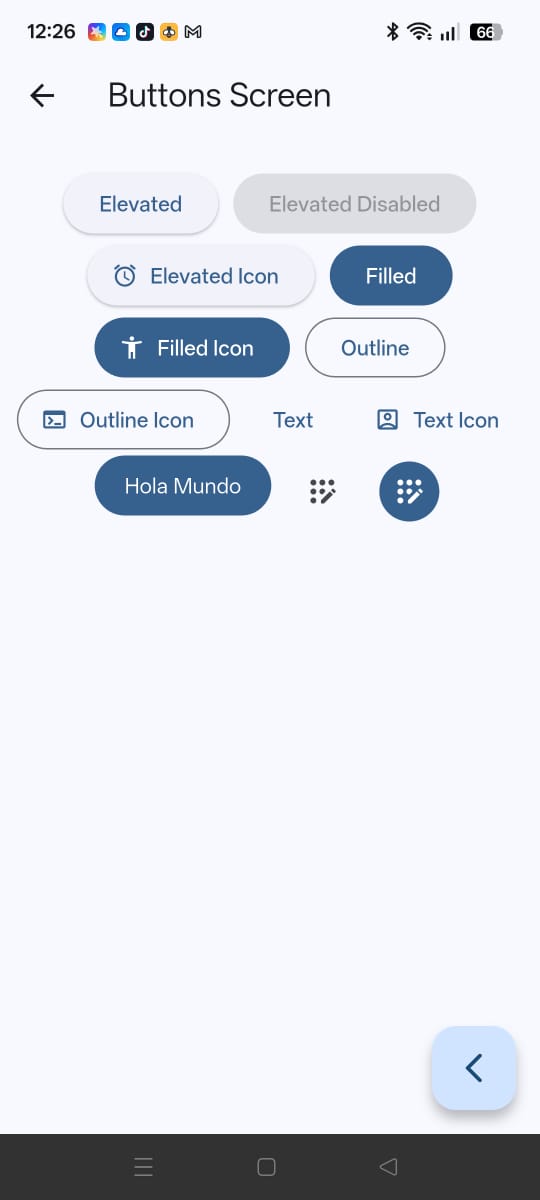 12:26 66
Buttons Screen
Elevated Elevated Disabled
Elevated Icon Filled
Filled Icon Outline
Outline Icon Text Text Icon
Hola Mundo